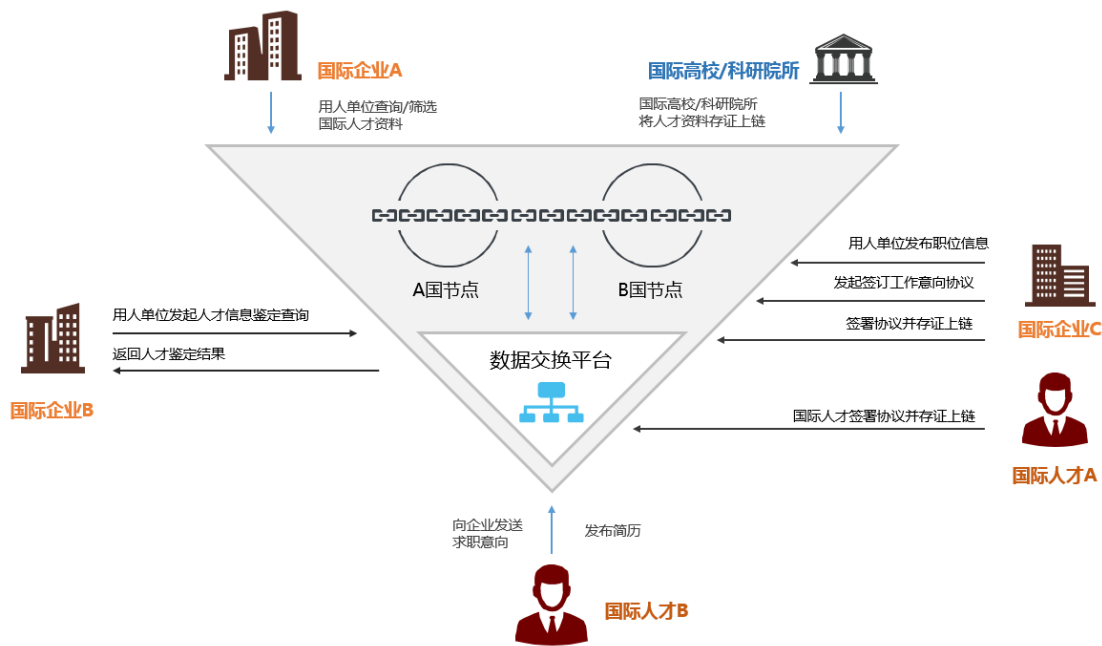 国际企业A
用人单位查询/筛选
国际人才资料
国际高校/科研院所
国际高校/科研院所
将人才资料存证上链
A国节点
B国节点
数据交换平台
用人单位发起人才信息鉴定查询
返回人才鉴定结果
国际企业B
用人单位发布职位信息
发起签订工作意向协议
签署协议并存证上链
国际企业C
国际人才签署协议并存证上链
国际人才A
向企业发送
求职意向
发布简历
国际人才B